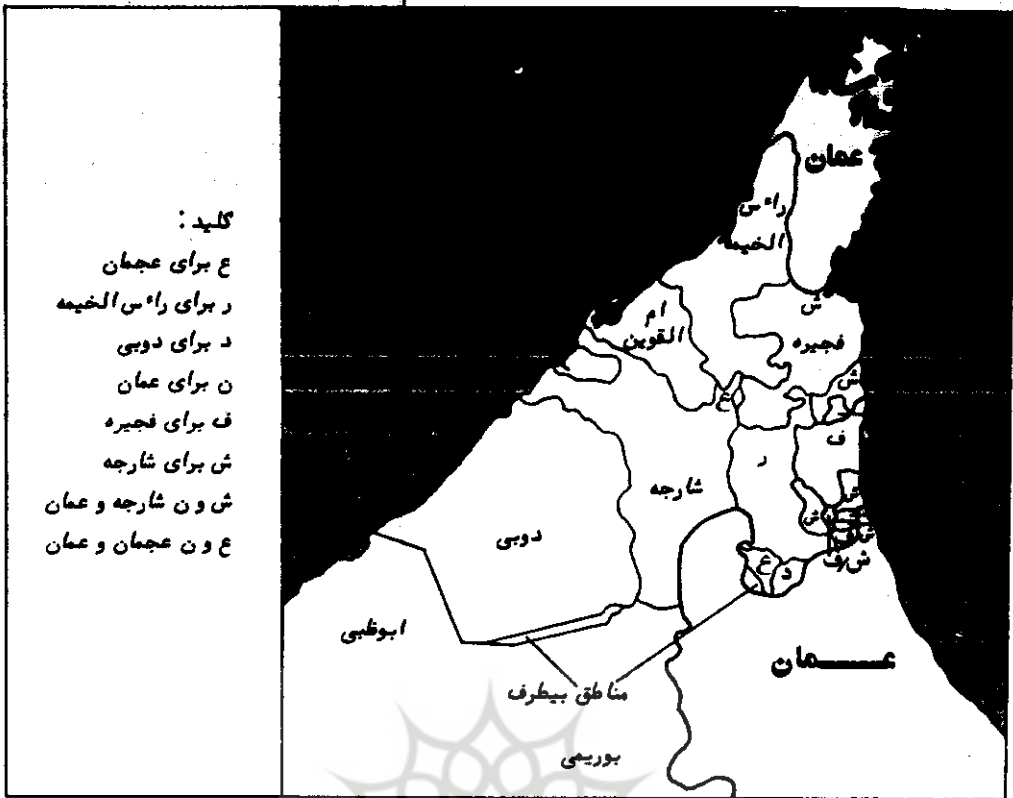 کلید :
ع برای عجمان
ر برای راءس الخیمه
د برای دوبی
ن برای عمان
ف برای فجیره
ش برای شارجه
ش و ن شارجه و عمان
ع و ن عجمان و عمان
عمان
راءس
الخیمه
ش
ام
القوین
فجیره
ش
ع
د
ف
ر
شارجه
ش
ش
ن
ش/ف
دوبی
ع
د
ابوظبی
عــمان
مناطق بیطرف
بوریمی